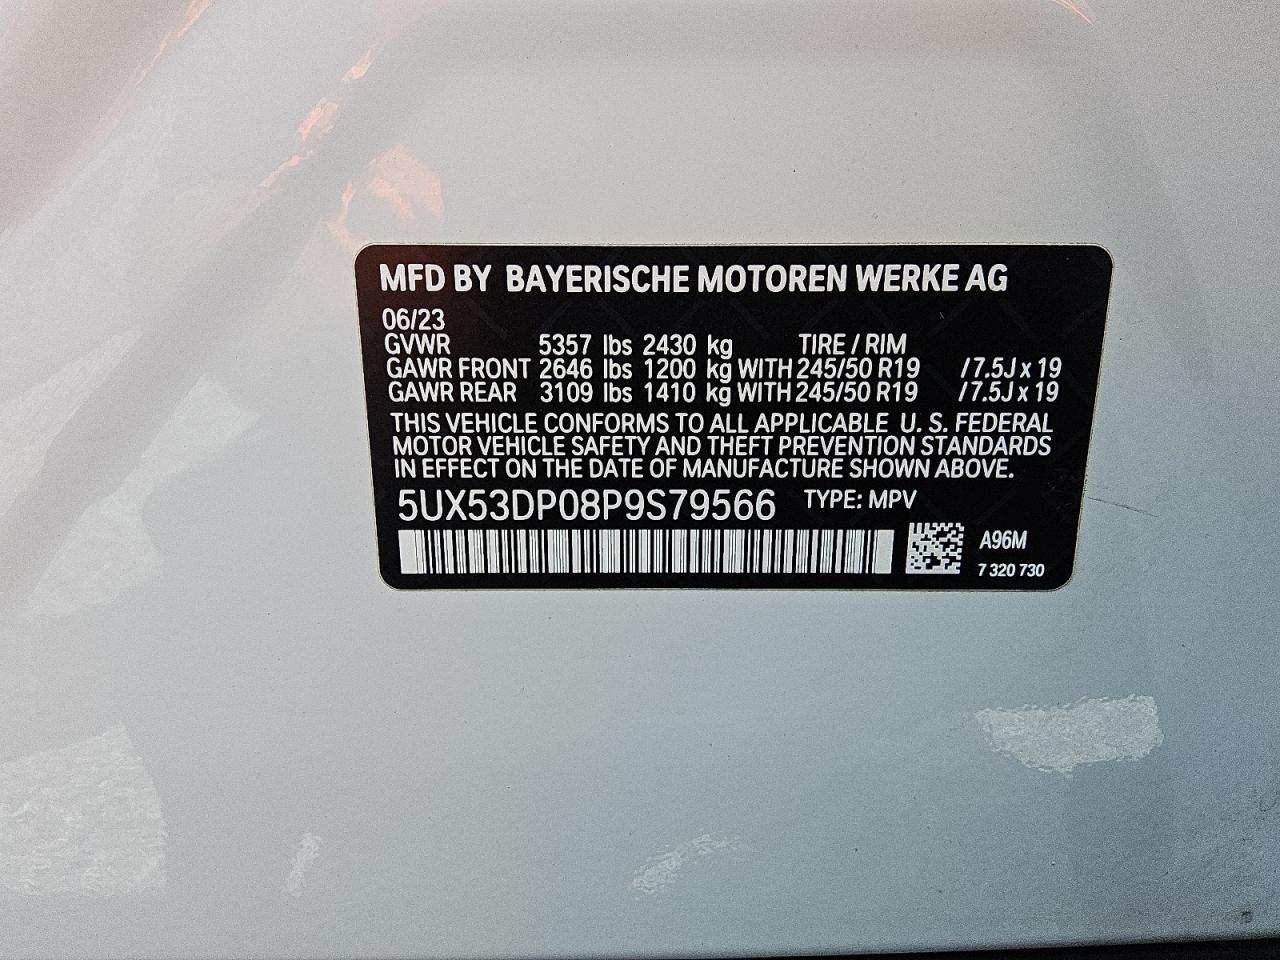 MFD BY BAYERISCHE MOTOREN WERKE AG
06/23
GVWR 5357 lbs 2430 kg TIRE / RIM
GAWR FRONT 2646 lbs 1200 kg WITH 245/50 R19 / 7.5J x 19
GAWR REAR 3109 lbs 1410 kg WITH 245/50 R19 / 7.5J x 19
THIS VEHICLE CONFORMS TO ALL APPLICABLE U. S. FEDERAL
MOTOR VEHICLE SAFETY AND THEFT PREVENTION STANDARDS
IN EFFECT ON THE DATE OF MANUFACTURE SHOWN ABOVE.
5UX53DP08P9S79566 TYPE: MPV
A96M
7 320 730